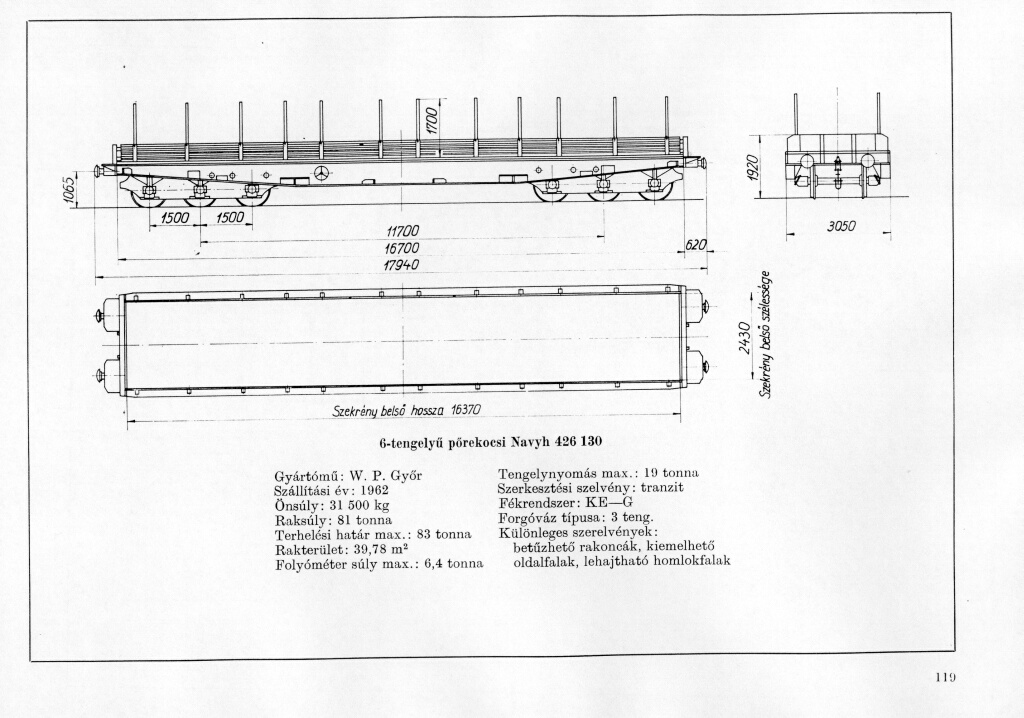 1700
1065
1500
1500
11700
16700
620
17940
1920
3050
2430
Szekrény belső szélessége
Szekrény belső hossza 16370
6-tengelyű pőrekocsi Navyh 426 130
Gyártómű: W. P. Győr
Szállítási év: 1962
Önsúly: 31 500 kg
Raksúly: 81 tonna
Terhelési határ max.: 83 tonna
Rakterület: 39,78 m²
Folyóméter súly max.: 6,4 tonna
Tengelynyomás max.: 19 tonna
Szerkesztési szelvény: tranzit
Fékrendszer: KE—G
Forgóváz típusa: 3 teng.
Különleges szerelvények:
betűzhető rakoncák, kiemelhető
oldalfalak, lehajtható homlokfalak
119